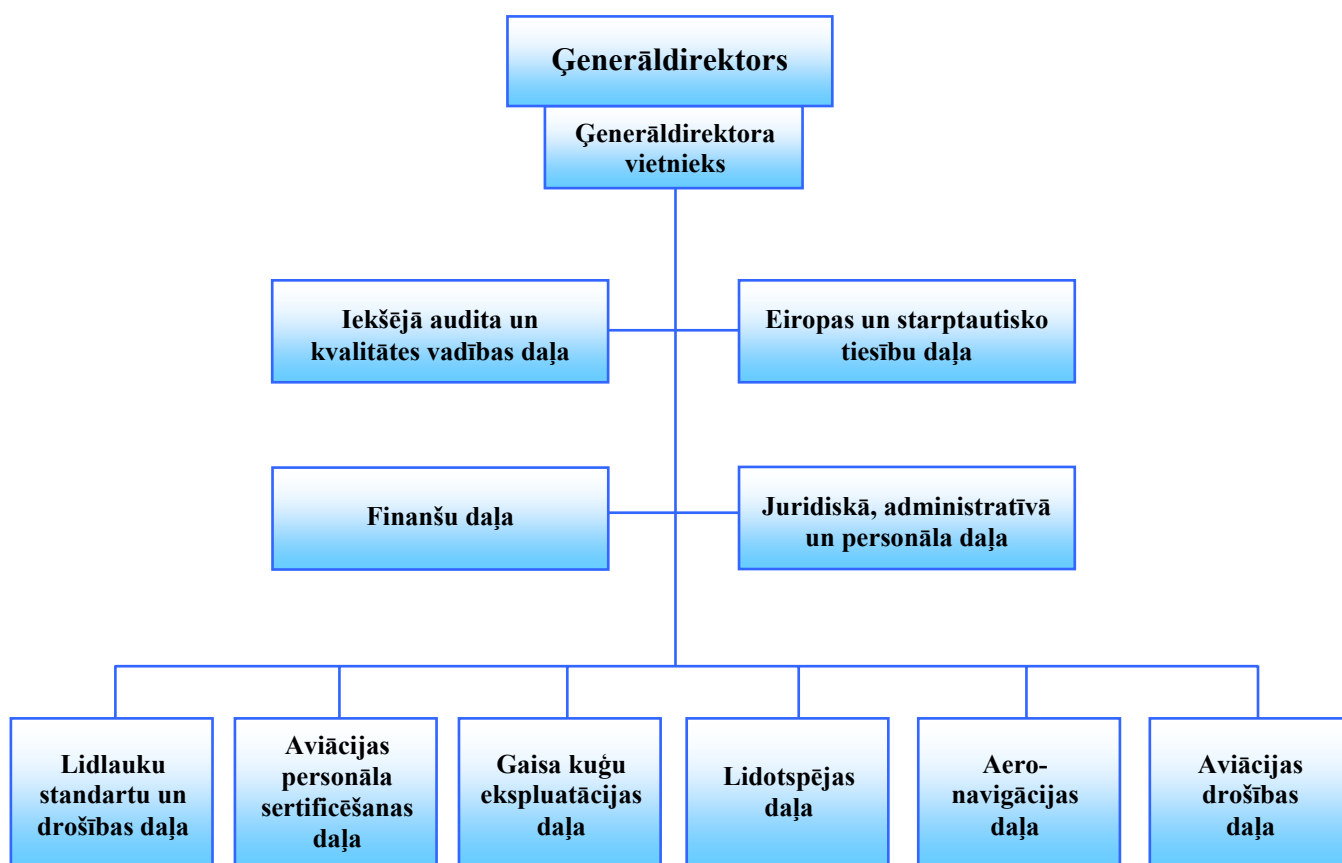 Ģenerāldirektors
Ģenerāldirektora
vietnieks
Iekšējā audita un
kvalitātes vadības daļa
Eiropas un starptautisko
tiesību daļa
Finanšu daļa
Juridiskā, administratīvā
un personāla daļa
Lidlauku
standartu un
drošības daļa
Aviācijas
personāla
sertificēšanas
daļa
Gaisa kuģu
ekspluatācijas
daļa
Lidotspējas
daļa
Aero-
navigācijas
daļa
Aviācijas
drošības
daļa